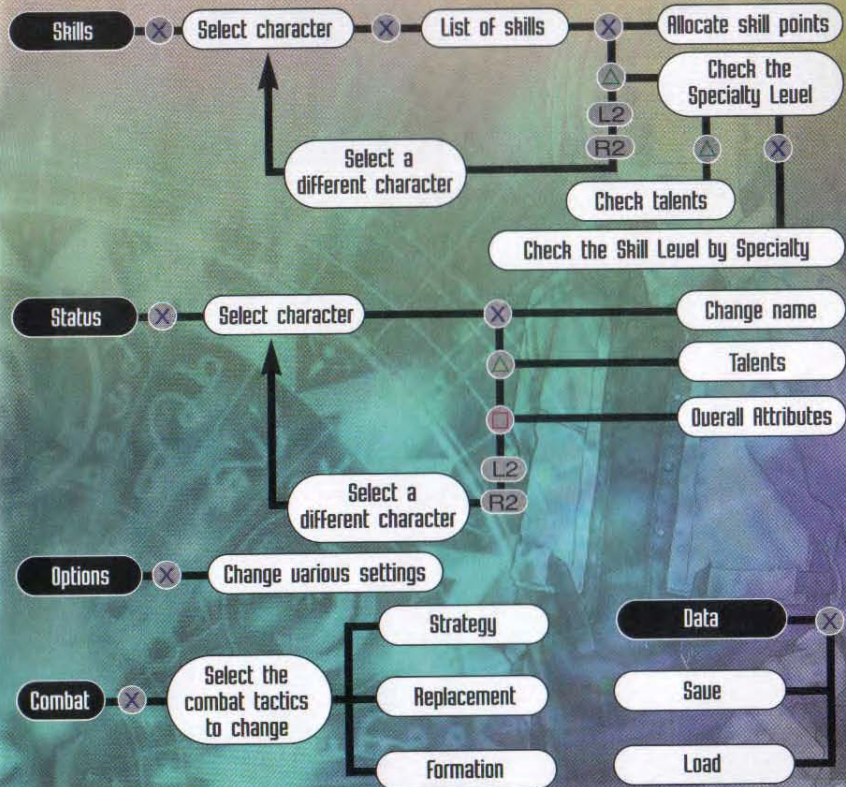 Skills
X
Select character
X
List of skills
X
Allocate skill points
△
Check the
Specialty Level
L2
R2
Select a
different character
△
X
Check talents
Check the Skill Level by Specialty
Status
X
Select character
X
Change name
△
Talents
□
Overall Attributes
L2
R2
Select a
different character
Options
X
Change various settings
Combat
X
Select the
combat tactics
to change
Strategy
Replacement
Formation
Data
X
Save
Load